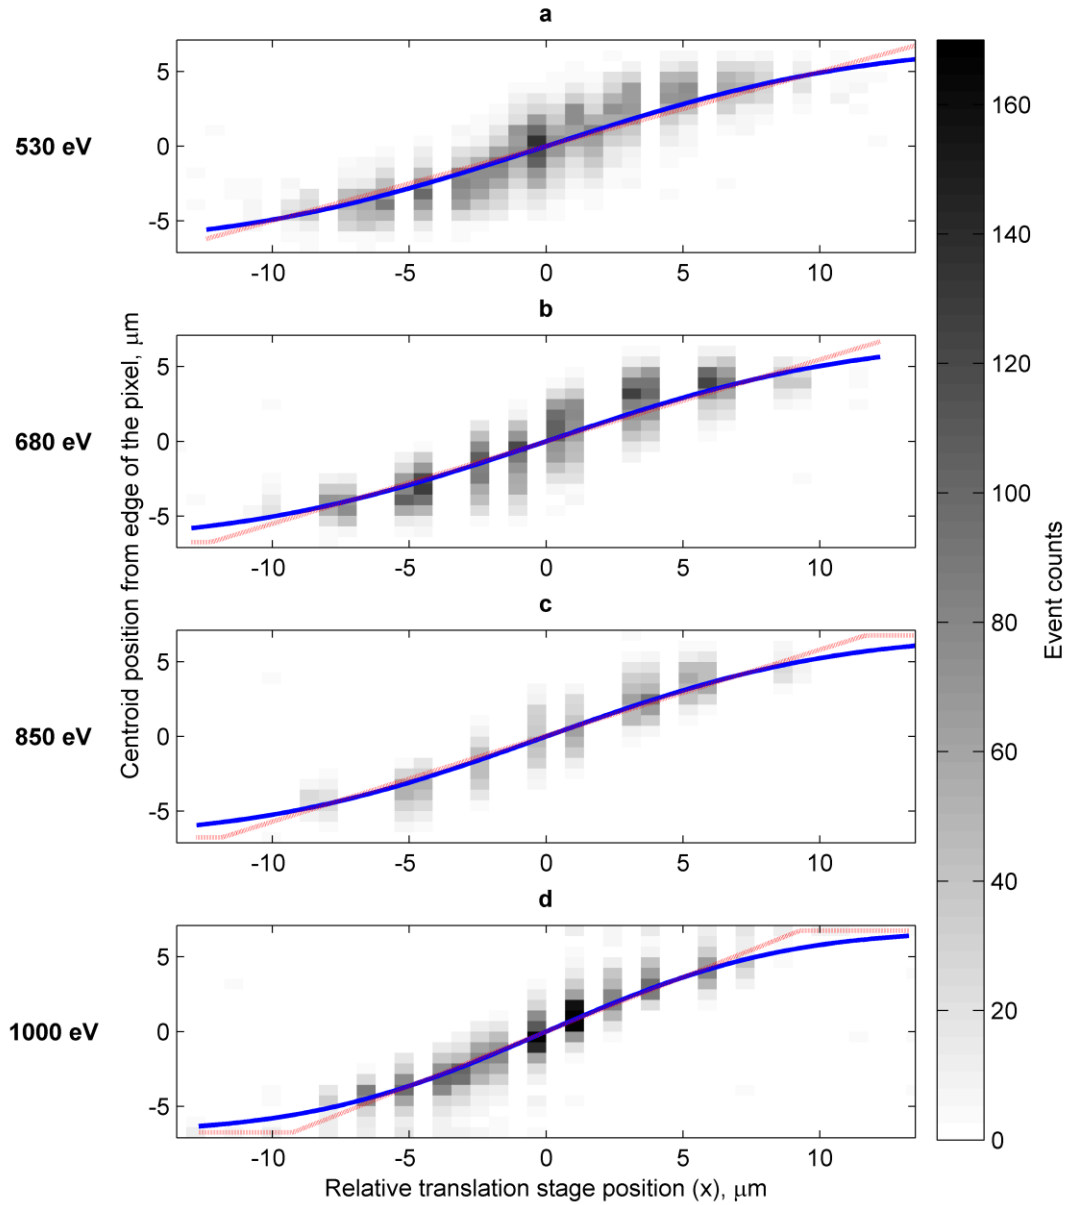 a
530 eV
5
0
-5
-10 -5 0 5 10
b
680 eV
5
0
-5
-10 -5 0 5 10
c
850 eV
5
0
-5
-10 -5 0 5 10
d
1000 eV
5
0
-5
-10 -5 0 5 10
Relative translation stage position (x), μm
Centroid position from edge of the pixel, μm
160
140
120
100
80
60
40
20
0
Event counts